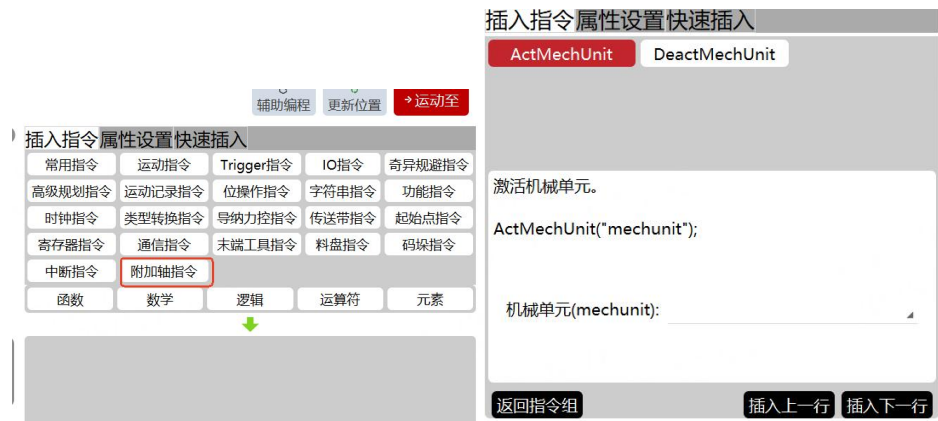 辅助编程 更新位置 →运动至
插入指令 属性设置 快速插入
常用指令 运动指令 Trigger指令 IO指令 奇异规避指令
高级规划指令 运动记录指令 位操作指令 字符串指令 功能指令
时钟指令 类型转换指令 导纳力控指令 传送带指令 起始点指令
寄存器指令 通信指令 末端工具指令 料盘指令 码垛指令
中断指令 附加轴指令
函数 数学 逻辑 运算符 元素
插入指令 属性设置 快速插入
ActMechUnit DeactMechUnit
激活机械单元。
ActMechUnit("mechunit");
机械单元(mechunit):
返回指令组 插入上一行 插入下一行